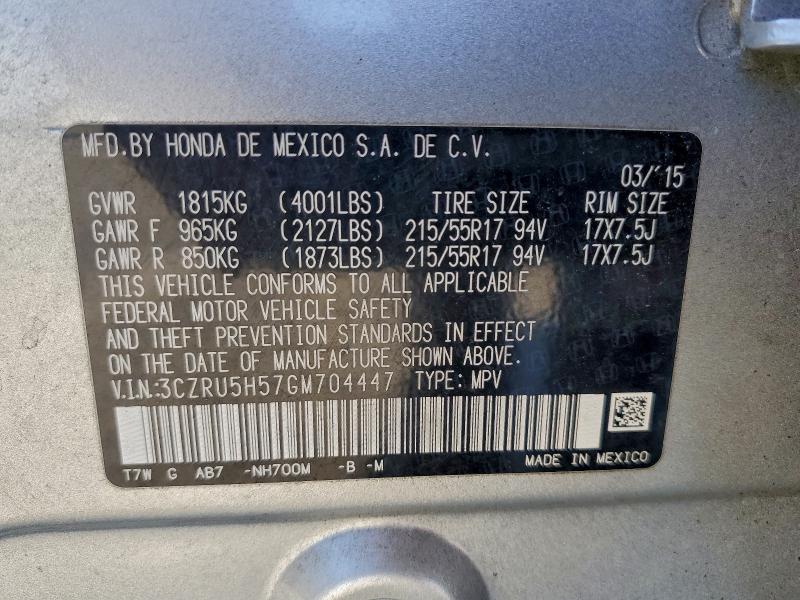 MFD.BY HONDA DE MEXICO S.A. DE C.V.
03/'15
GVWR 1815KG (4001LBS) TIRE SIZE RIM SIZE
GAWR F 965KG (2127LBS) 215/55R17 94V 17X7.5J
GAWR R 850KG (1873LBS) 215/55R17 94V 17X7.5J
THIS VEHICLE CONFORMS TO ALL APPLICABLE
FEDERAL MOTOR VEHICLE SAFETY
AND THEFT PREVENTION STANDARDS IN EFFECT
ON THE DATE OF MANUFACTURE SHOWN ABOVE.
V.I.N.:3CZRU5H57GM704447 TYPE: MPV
T7W G AB7 -NH700M -B -M MADE IN MEXICO